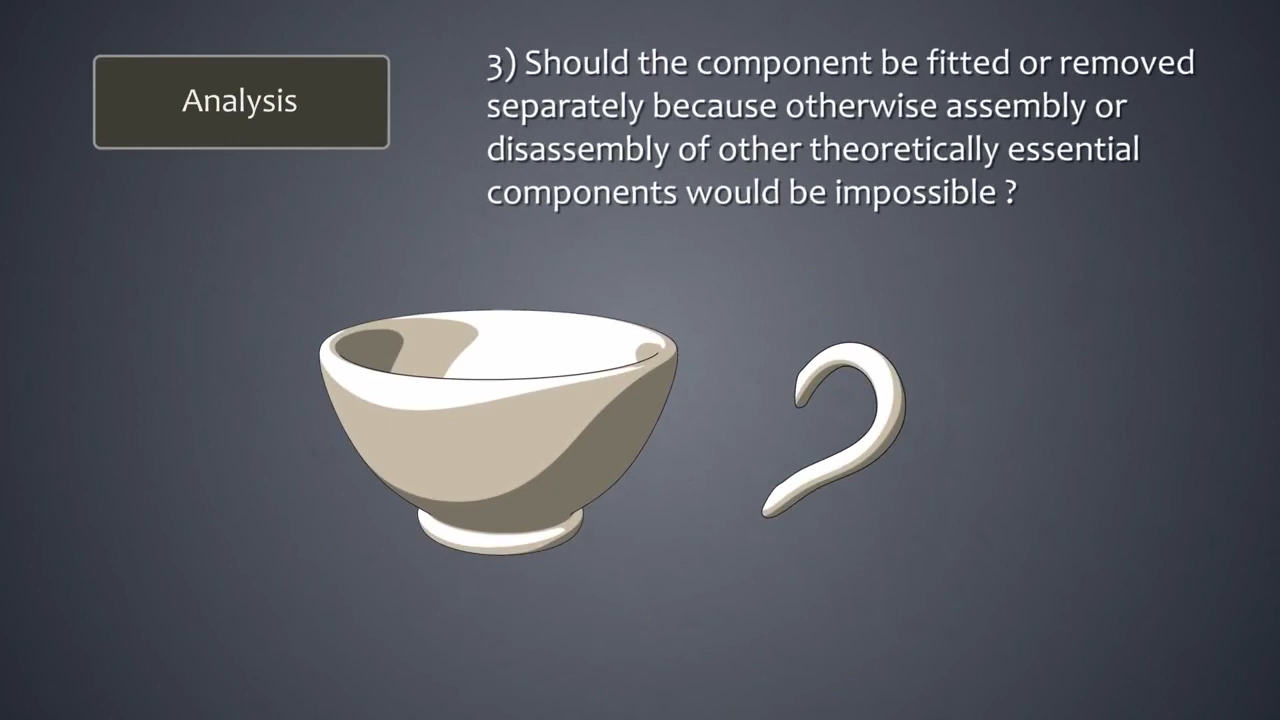 Analysis
3) Should the component be fitted or removed
separately because otherwise assembly or
disassembly of other theoretically essential
components would be impossible ?